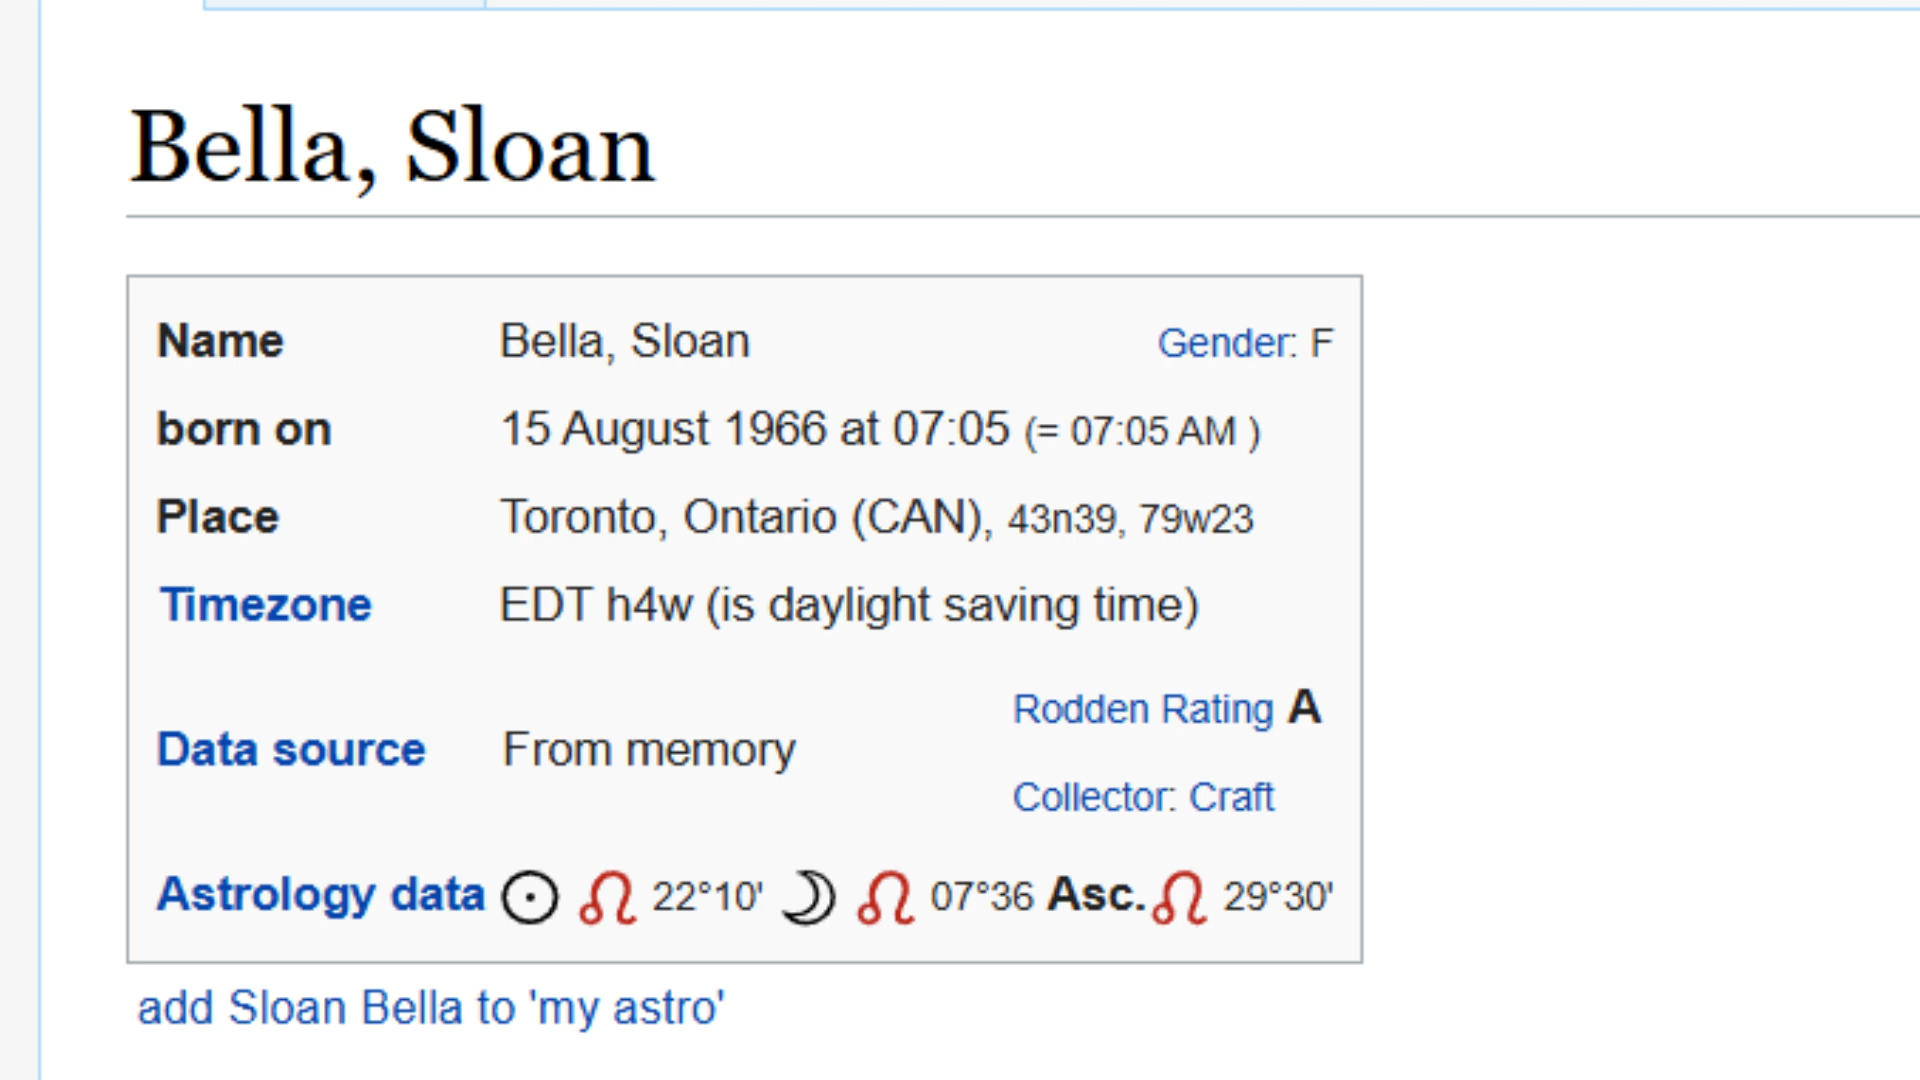 Bella, Sloan
Name Bella, Sloan Gender: F
born on 15 August 1966 at 07:05 (= 07:05 AM )
Place Toronto, Ontario (CAN), 43n39, 79w23
Timezone EDT h4w (is daylight saving time)
Data source From memory Rodden Rating A
Collector: Craft
Astrology data ☉ ♌ 22°10' ☽ ♌ 07°36 Asc. ♌ 29°30'
add Sloan Bella to 'my astro'